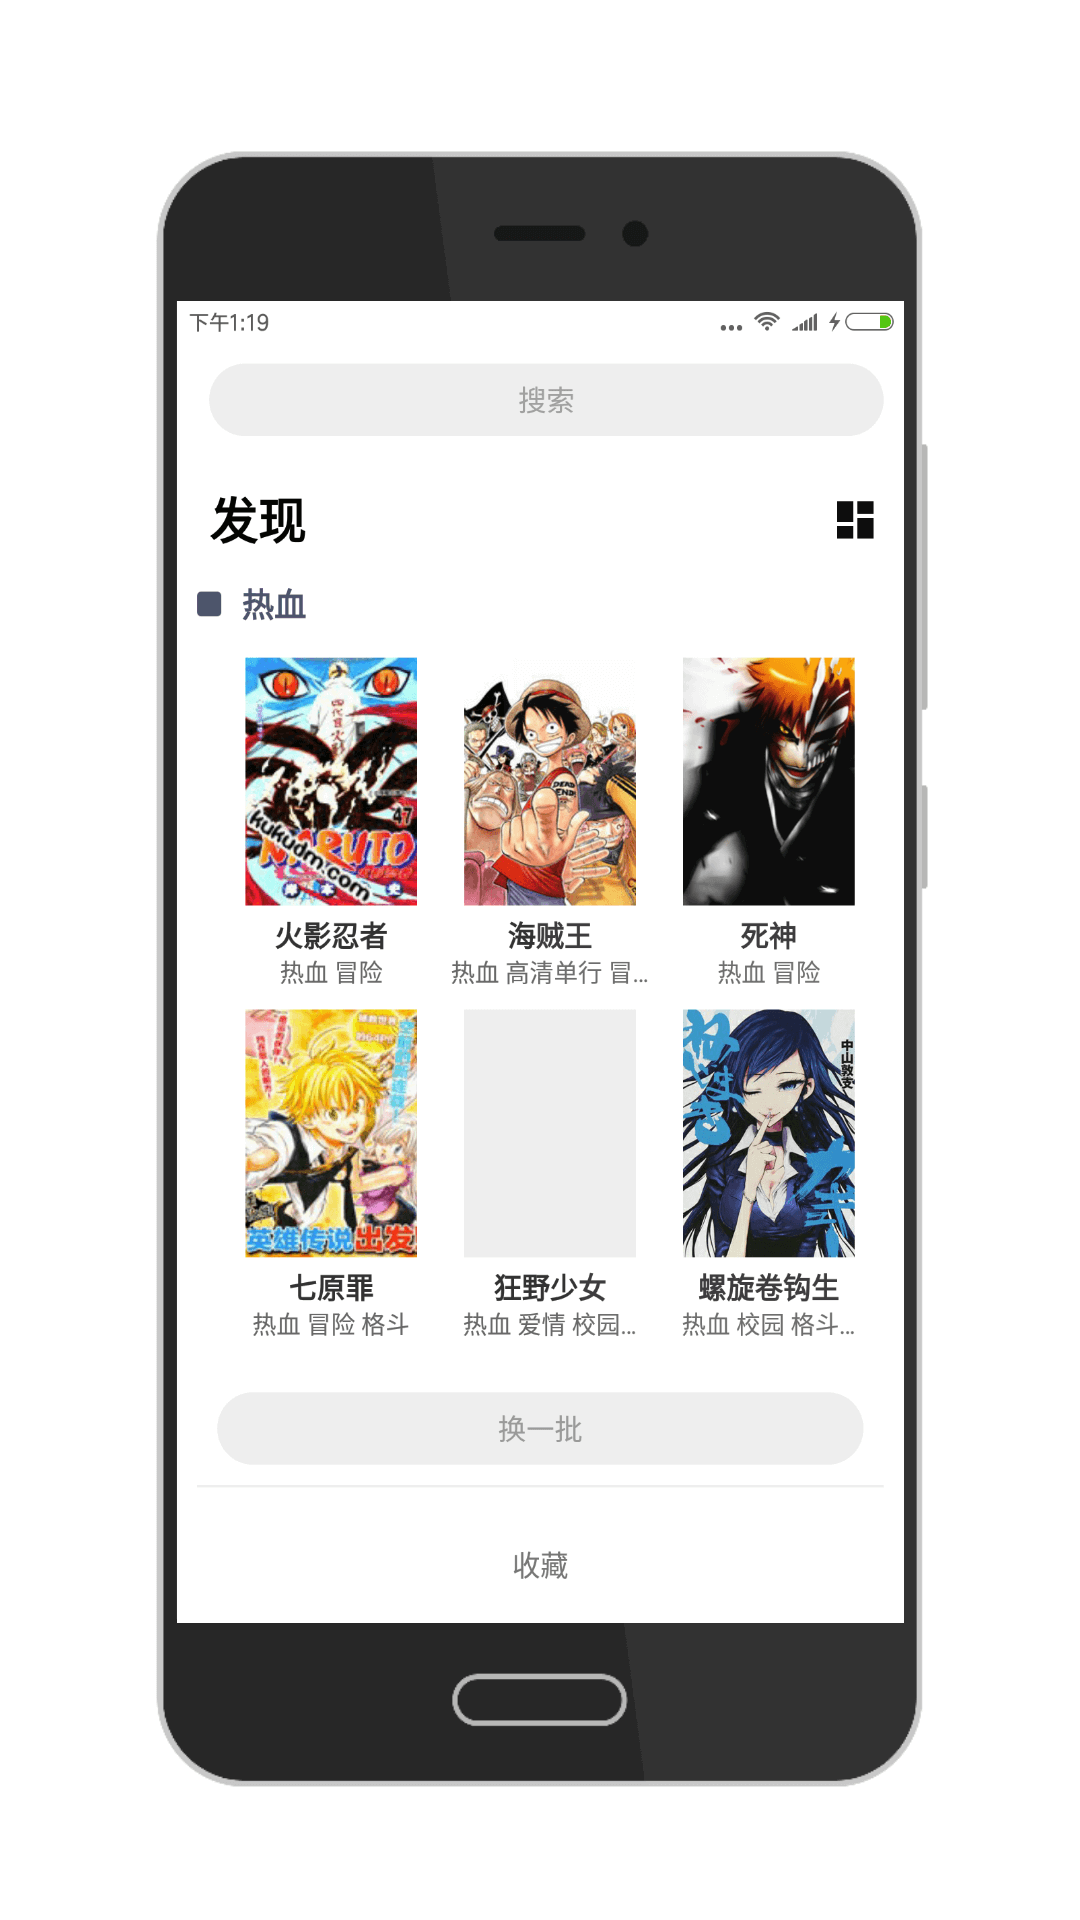 下午1:19
搜索
发现
热血
四代目火影
47
NARUTO
kukudm.com
岸本 史
DEAD END!
火影忍者
海贼王
死神
热血 冒险
热血 高清单行 冒...
热血 冒险
英雄传说出发
中山敦支
七原罪
狂野少女
螺旋卷钩生
热血 冒险 格斗
热血 爱情 校园...
热血 校园 格斗...
换一批
收藏